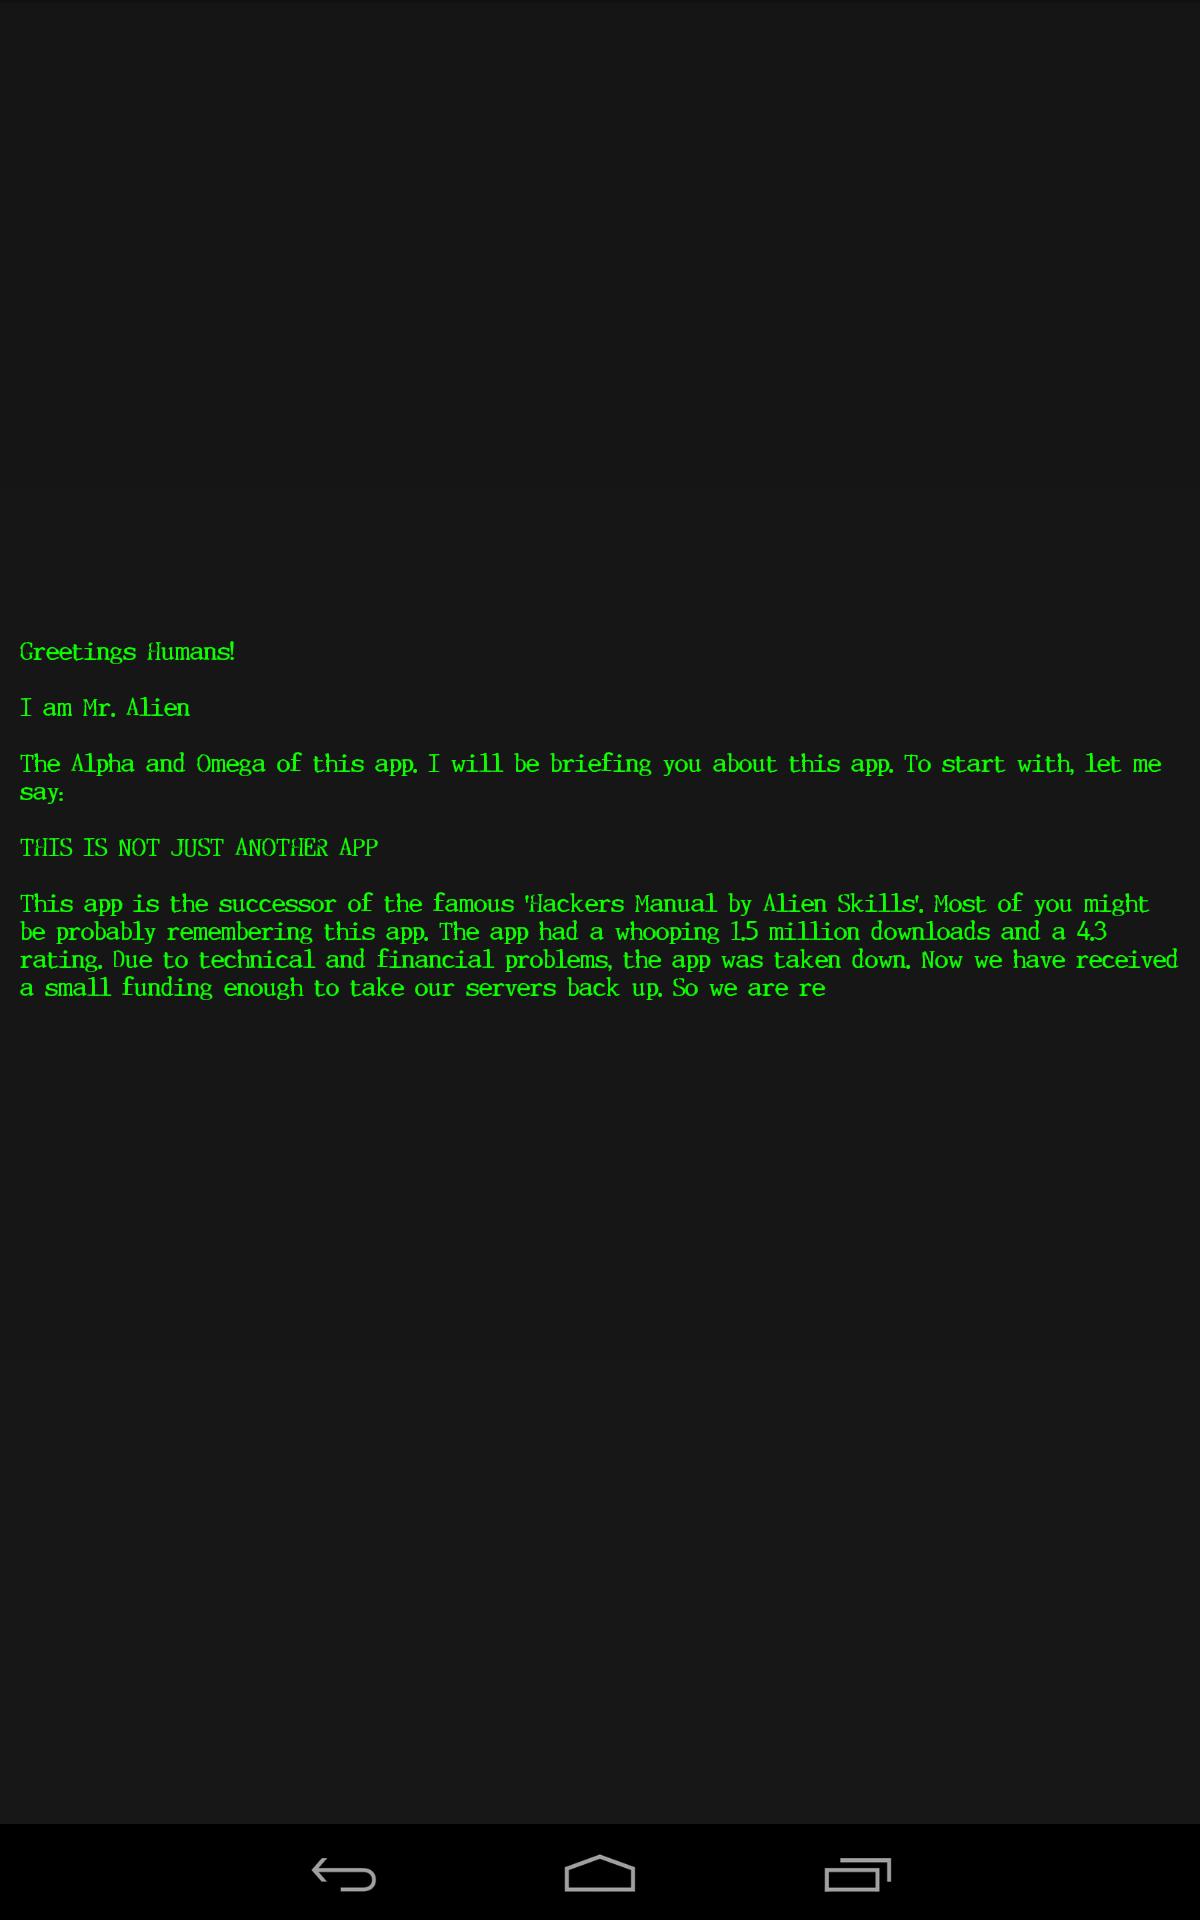 Greetings Humans!
I am Mr. Alien
The Alpha and Omega of this app. I will be briefing you about this app. To start with, let me
say:
THIS IS NOT JUST ANOTHER APP
This app is the successor of the famous 'Hackers Manual by Alien Skills'. Most of you might
be probably remembering this app. The app had a whooping 1.5 million downloads and a 4.3
rating. Due to technical and financial problems, the app was taken down. Now we have received
a small funding enough to take our servers back up. So we are re